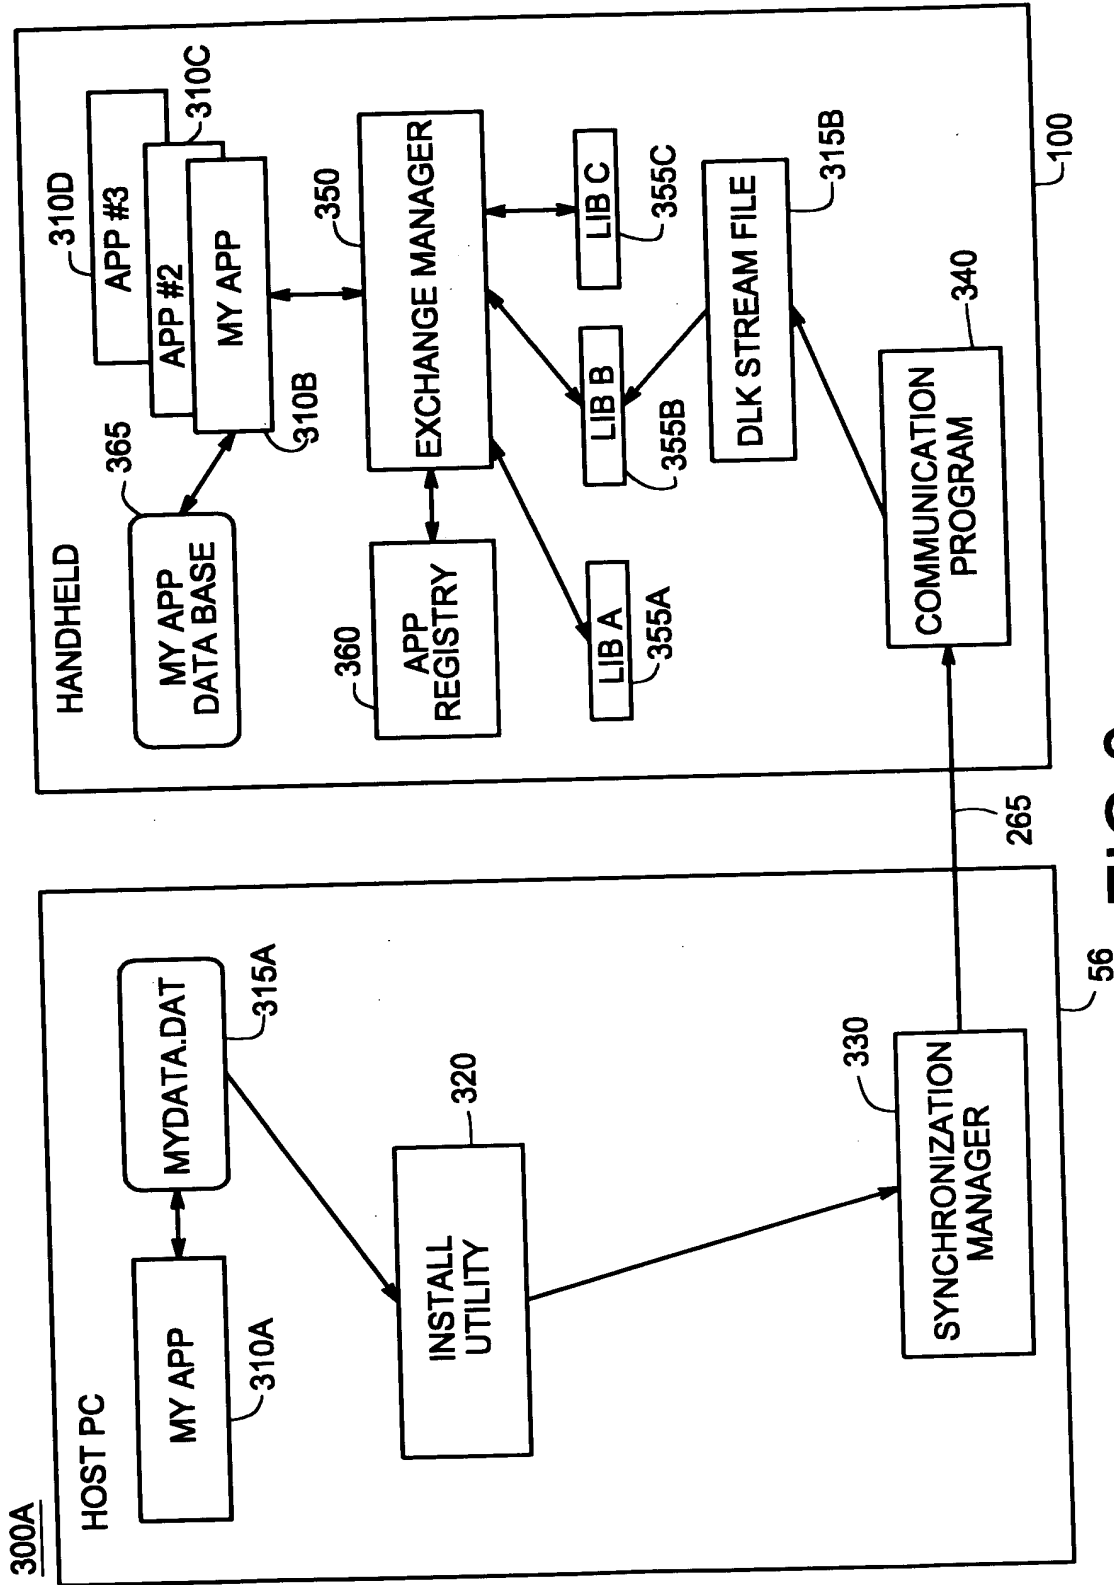 300A
HOST PC
MY APP
310A
MYDATA.DAT
315A
INSTALL
UTILITY
320
SYNCHRONIZATION
MANAGER
330
56
265
HANDHELD
MY APP
DATA BASE
365
APP #3
310D
APP #2
310C
MY APP
310B
EXCHANGE MANAGER
350
APP
REGISTRY
360
LIB A
355A
LIB B
355B
LIB C
355C
DLK STREAM FILE
315B
COMMUNICATION
PROGRAM
340
100